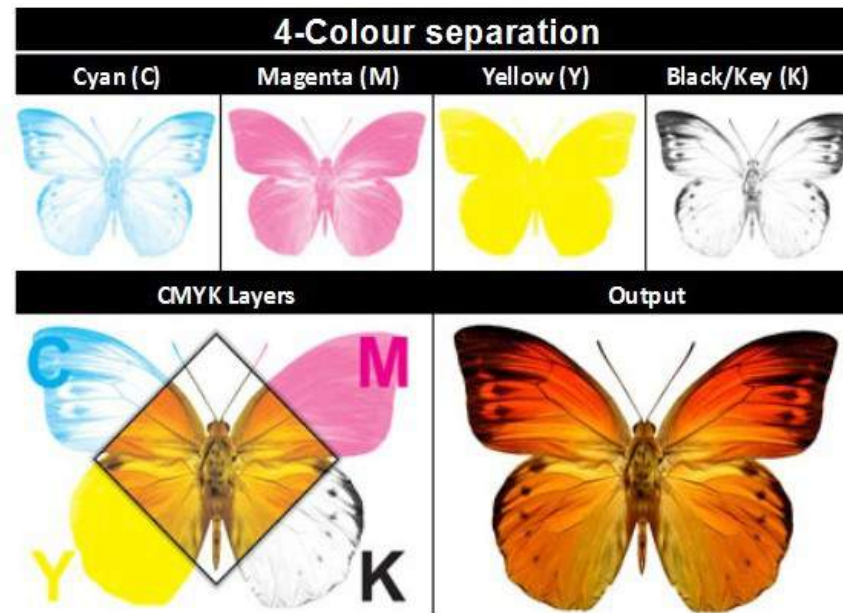 4-Colour separation
Cyan (C)
Magenta (M)
Yellow (Y)
Black/Key (K)
CMYK Layers
Output
C
M
Y
K